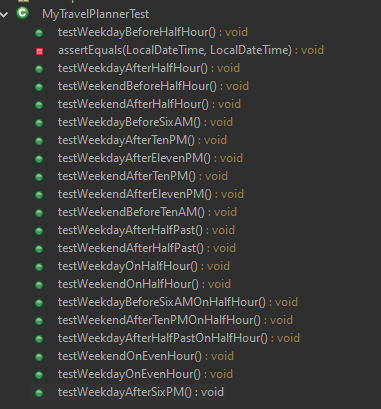 MyTravelPlannerTest
testWeekdayBeforeHalfHour() : void
assertEquals(LocalDateTime, LocalDateTime) : void
testWeekdayAfterHalfHour() : void
testWeekendBeforeHalfHour() : void
testWeekendAfterHalfHour() : void
testWeekdayBeforeSixAM() : void
testWeekdayAfterTenPM() : void
testWeekdayAfterElevenPM() : void
testWeekendAfterTenPM() : void
testWeekendAfterElevenPM() : void
testWeekendBeforeTenAM() : void
testWeekdayAfterHalfPast() : void
testWeekendAfterHalfPast() : void
testWeekdayOnHalfHour() : void
testWeekendOnHalfHour() : void
testWeekdayBeforeSixAMOnHalfHour() : void
testWeekendAfterTenPMOnHalfHour() : void
testWeekdayAfterHalfPastOnHalfHour() : void
testWeekendOnEvenHour() : void
testWeekdayOnEvenHour() : void
testWeekdayAfterSixPM() : void